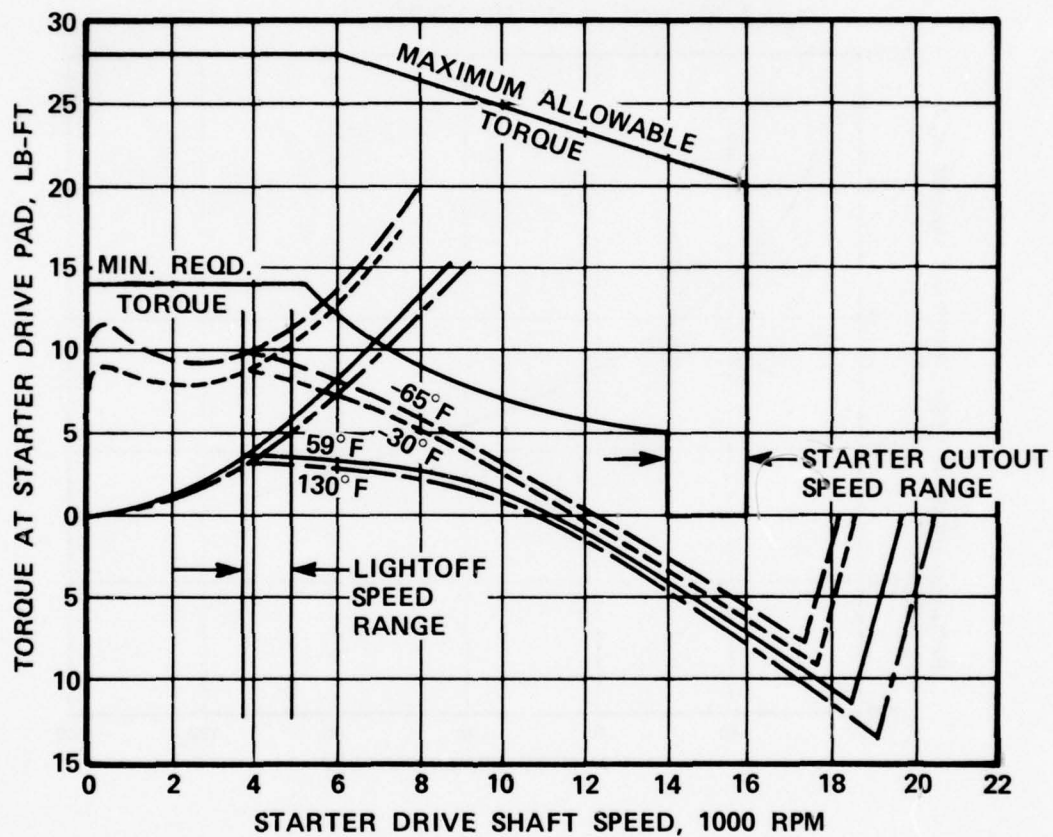 TORQUE AT STARTER DRIVE PAD, LB-FT
30
25
20
15
10
5
0
5
10
15
MAXIMUM ALLOWABLE
TORQUE
MIN. REQD.
TORQUE
-65°F
-30°F
59°F
130°F
STARTER CUTOUT
SPEED RANGE
LIGHTOFF
SPEED
RANGE
0 2 4 6 8 10 12 14 16 18 20 22
STARTER DRIVE SHAFT SPEED, 1000 RPM